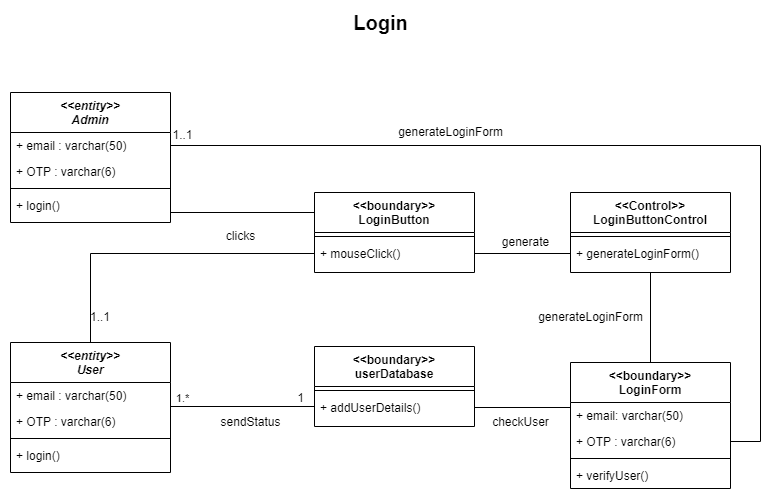 Login
<<entity>>
Admin
+ email : varchar(50)
+ OTP : varchar(6)
+ login()
1..1
generateLoginForm
<<boundary>>
LoginButton
+ mouseClick()
<<Control>>
LoginButtonControl
+ generateLoginForm()
clicks
generate
1..1
generateLoginForm
<<entity>>
User
+ email : varchar(50)
+ OTP : varchar(6)
+ login()
1.*
1
sendStatus
<<boundary>>
userDatabase
+ addUserDetails()
checkUser
<<boundary>>
LoginForm
+ email: varchar(50)
+ OTP : varchar(6)
+ verifyUser()